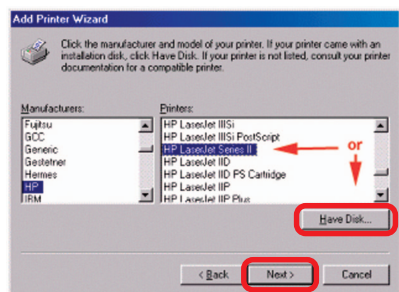 Add Printer Wizard
Click the manufacturer and model of your printer. If your printer came with an
installation disk, click Have Disk. If your printer is not listed, consult your printer
documentation for a compatible printer.
Manufacturers:
Printers:
Fujitsu
GCC
Generic
Gestetner
Hermes
HP
IBM
HP LaserJet IIISi
HP LaserJet IIISi PostScript
HP LaserJet Series II
HP LaserJet IID
HP LaserJet IID PS Cartridge
HP LaserJet IIP
HP LaserJet IIP Plus
or
Have Disk...
< Back
Next >
Cancel